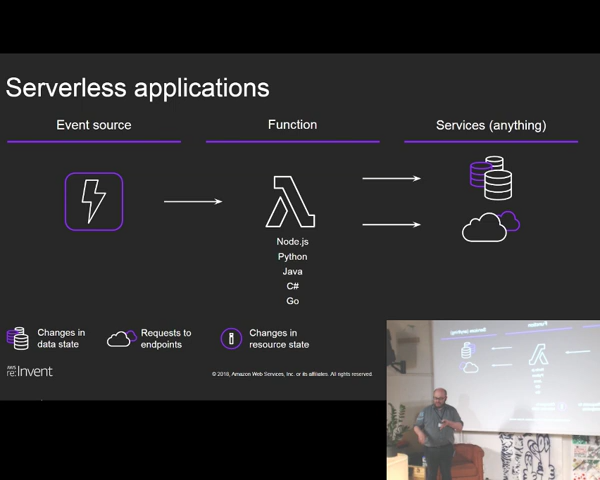 Serverless applications
Event source
Function
Services (anything)
Node.js
Python
Java
C#
Go
Changes in
data state
Requests to
endpoints
Changes in
resource state
aws
re:Invent
© 2018, Amazon Web Services, Inc. or its affiliates. All rights reserved.